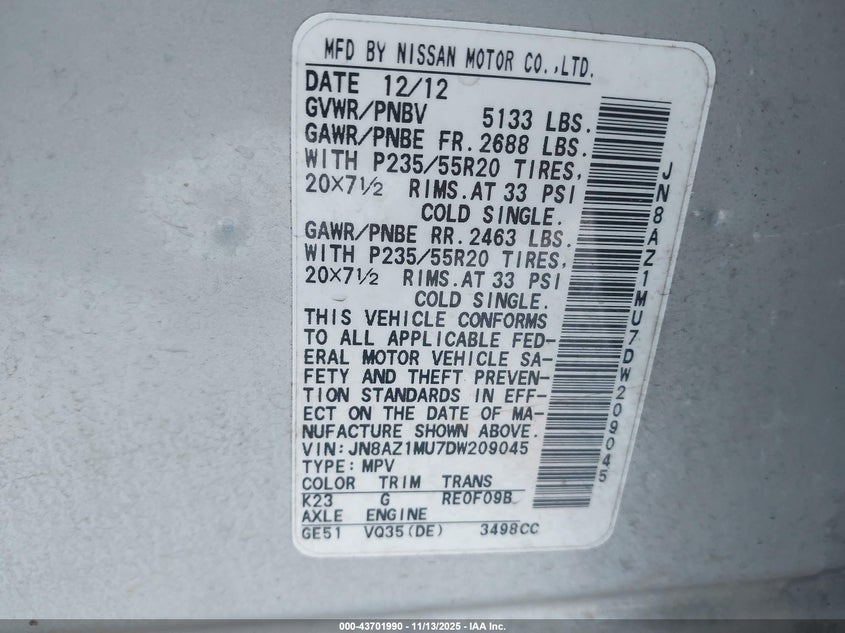 MFD BY NISSAN MOTOR CO.,LTD.
DATE 12/12
GVWR/PNBV 5133 LBS.
GAWR/PNBE FR. 2688 LBS.
WITH P235/55R20 TIRES,
20×7 1/2 RIMS. AT 33 PSI
COLD SINGLE.
GAWR/PNBE RR. 2463 LBS.
WITH P235/55R20 TIRES,
20×7 1/2 RIMS. AT 33 PSI
COLD SINGLE.
THIS VEHICLE CONFORMS
TO ALL APPLICABLE FED-
ERAL MOTOR VEHICLE SA-
FETY AND THEFT PREVEN-
TION STANDARDS IN EFF-
ECT ON THE DATE OF MA-
NUFACTURE SHOWN ABOVE.
VIN:JN8AZ1MU7DW209045
TYPE:MPV
COLOR TRIM TRANS
K23 G RE0F09B
AXLE ENGINE
GE51 VQ35(DE) 3498CC
JN8AZ1MU7DW209045
000-43701990 - 11/13/2025 - IAA Inc.